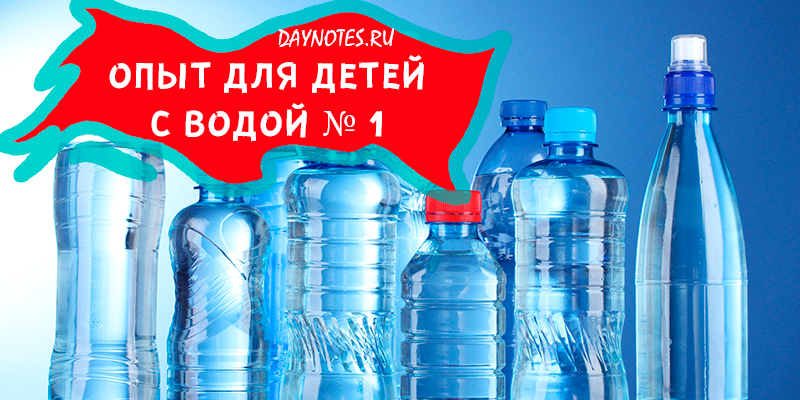 DAYNOTES.RU
ОПЫТ ДЛЯ ДЕТЕЙ
С ВОДОЙ № 1